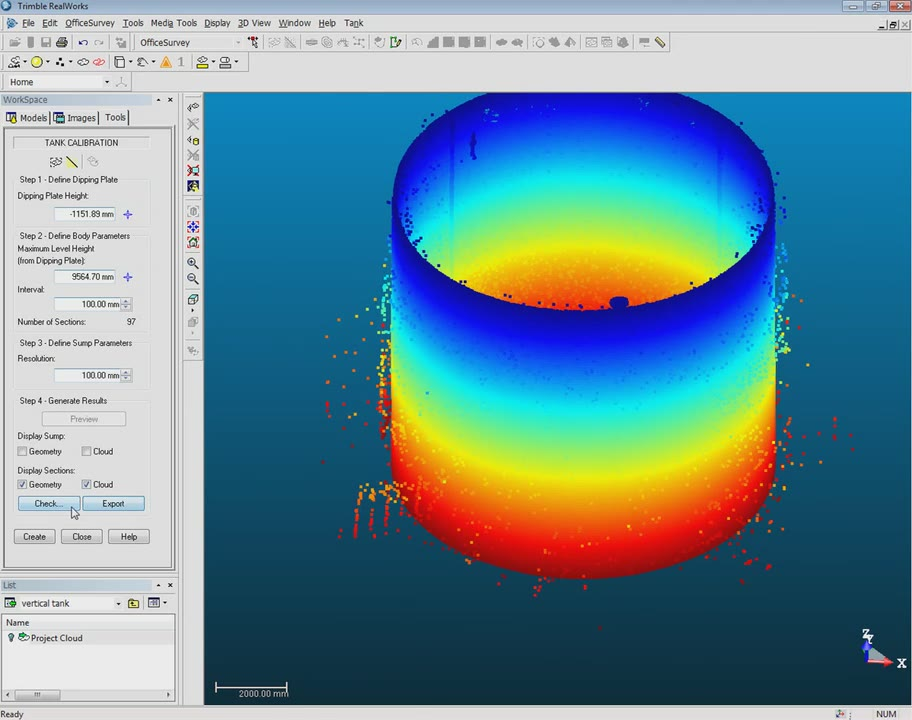 Trimble RealWorks
File Edit OfficeSurvey Tools Media Tools Display 3D View Window Help Tank
OfficeSurvey
1
Home
WorkSpace
Models Images Tools
TANK CALIBRATION
Step 1 - Define Dipping Plate
Dipping Plate Height:
-1151.89 mm
Step 2 - Define Body Parameters
Maximum Level Height
(from Dipping Plate):
9564.70 mm
Interval:
100.00 mm
Number of Sections: 97
Step 3 - Define Sump Parameters
Resolution:
100.00 mm
Step 4 - Generate Results
Preview
Display Sump:
Geometry Cloud
Display Sections:
Geometry Cloud
Check... Export
Create Close Help
List
vertical tank
Name
Project Cloud
2000.00 mm
Z
Y
X
Ready
NUM